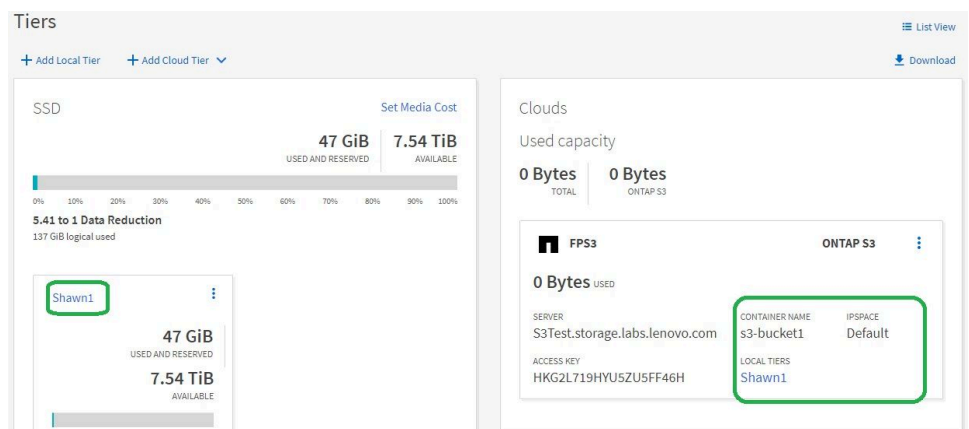 Tiers
List View
Add Local Tier
Add Cloud Tier
Download
SSD
Set Media Cost
47 GiB
USED AND RESERVED
7.54 TiB
AVAILABLE
0% 10% 20% 30% 40% 50% 60% 70% 80% 90% 100%
5.41 to 1 Data Reduction
137 GiB logical used
Shawn1
47 GiB
USED AND RESERVED
7.54 TiB
AVAILABLE
Clouds
Used capacity
0 Bytes
TOTAL
0 Bytes
ONTAP S3
FPS3
ONTAP S3
0 Bytes USED
SERVER
S3Test.storage.labs.lenovo.com
CONTAINER NAME
s3-bucket1
IPSPACE
Default
ACCESS KEY
HKG2L719HYU5ZU5FF46H
LOCAL TIERS
Shawn1